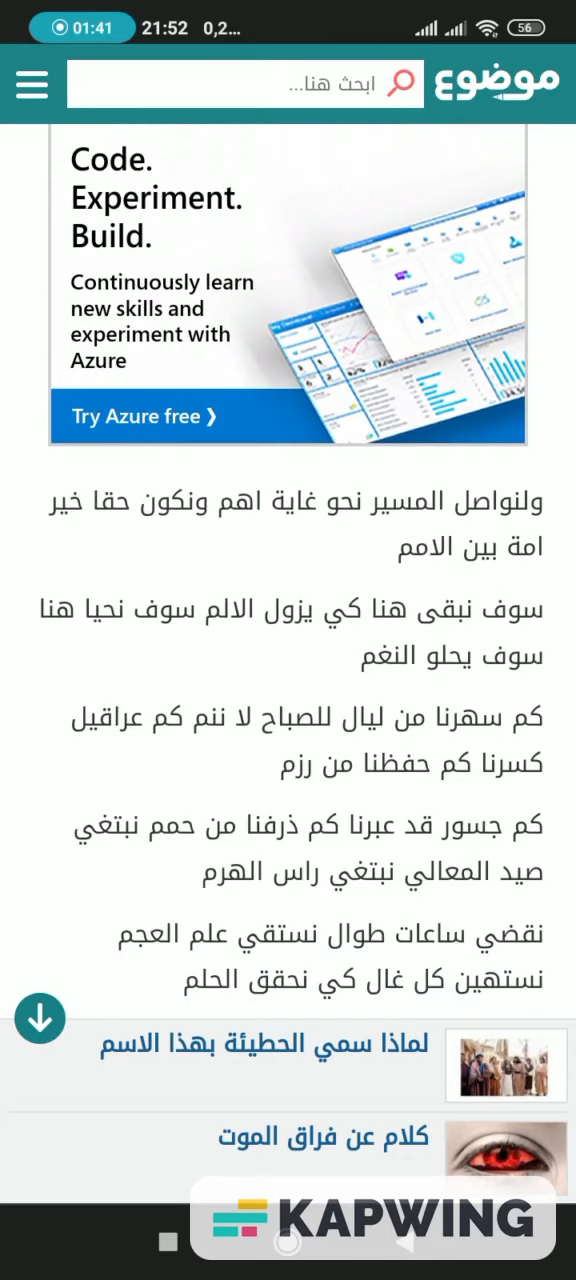 01:41 21:52 0,2... 56
موضوع ابحث هنا...
Code.
Experiment.
Build.
Continuously learn
new skills and
experiment with
Azure
Try Azure free ❯
ولنواصل المسير نحو غاية اهم ونكون حقا خير
امة بين الامم
سوف نبقى هنا كي يزول الالم سوف نحيا هنا
سوف يحلو النغم
كم سهرنا من ليال للصباح لا ننم كم عراقيل
كسرنا كم حفظنا من رزم
كم جسور قد عبرنا كم ذرفنا من حمم نبتغي
صيد المعالي نبتغي راس الهرم
نقضي ساعات طوال نستقي علم العجم
نستهين كل غال كي نحقق الحلم
لماذا سمي الحطيئة بهذا الاسم
كلام عن فراق الموت
KAPWING